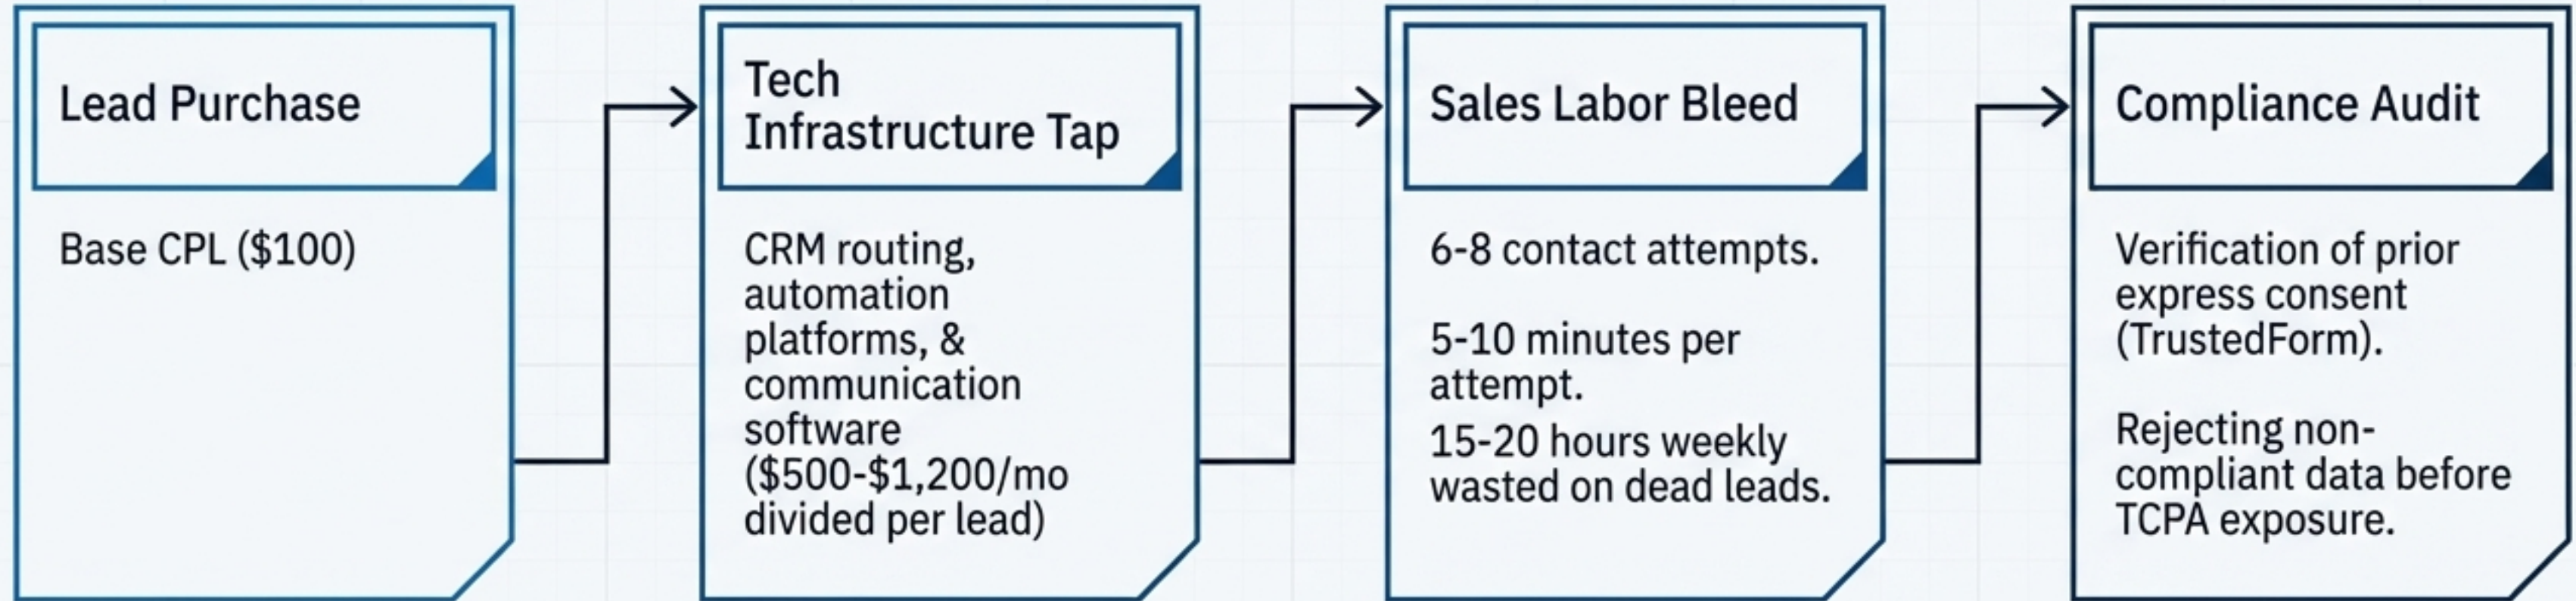 Lead Purchase
Base CPL ($100)
Tech
Infrastructure Tap
CRM routing,
automation
platforms, &
communication
software
($500-$1,200/mo
divided per lead)
Sales Labor Bleed
6-8 contact attempts.
5-10 minutes per
attempt.
15-20 hours weekly
wasted on dead leads.
Compliance Audit
Verification of prior
express consent
(TrustedForm).
Rejecting non-
compliant data before
TCPA exposure.